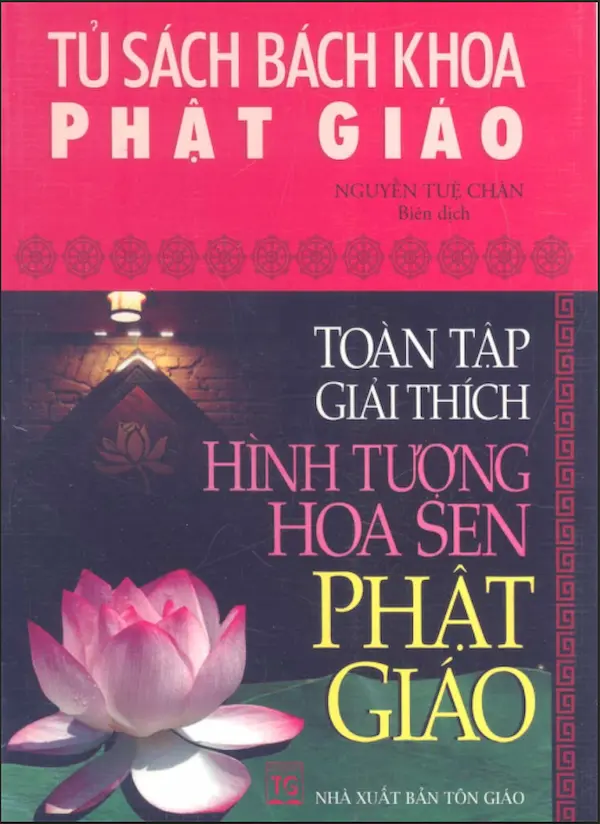 TỦ SÁCH BÁCH KHOA
PHẬT GIÁO
NGUYỄN TUỆ CHÂN
Biên dịch
TOÀN TẬP
GIẢI THÍCH
HÌNH TƯỢNG
HOA SEN
PHẬT
GIÁO
TG
NHÀ XUẤT BẢN TÔN GIÁO